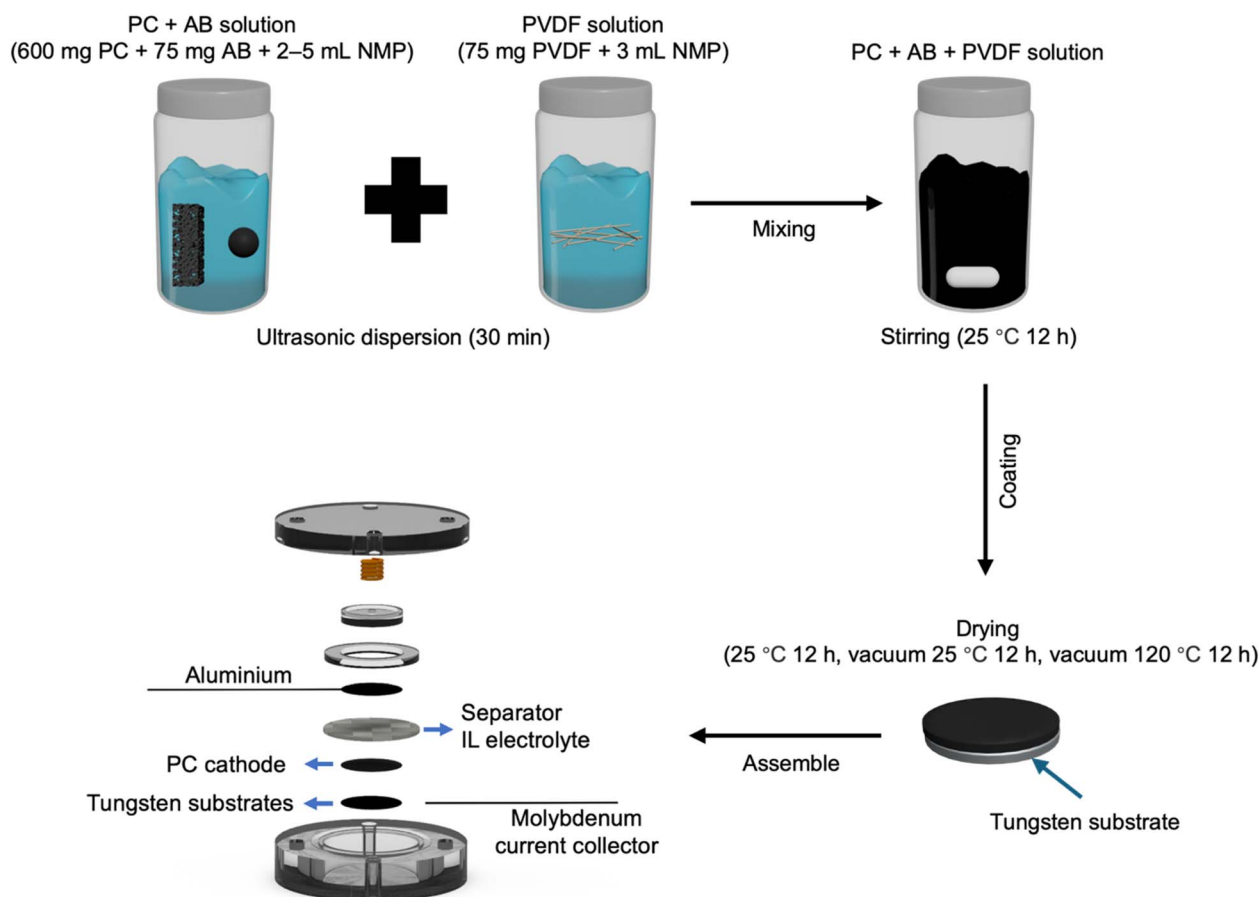 PC + AB solution
(600 mg PC + 75 mg AB + 2–5 mL NMP)
PVDF solution
(75 mg PVDF + 3 mL NMP)
PC + AB + PVDF solution
Mixing
Ultrasonic dispersion (30 min)
Stirring (25 °C 12 h)
Coating
Drying
(25 °C 12 h, vacuum 25 °C 12 h, vacuum 120 °C 12 h)
Tungsten substrate
Assemble
Aluminium
Separator
IL electrolyte
PC cathode
Tungsten substrates
Molybdenum
current collector